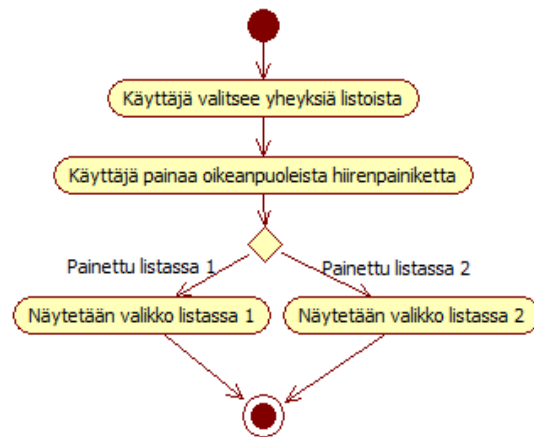 Käyttäjä valitsee yheyksiä listoista
Käyttäjä painaa oikeanpuoleista hiirenpainiketta
Painettu listassa 1
Painettu listassa 2
Näytetään valikko listassa 1
Näytetään valikko listassa 2